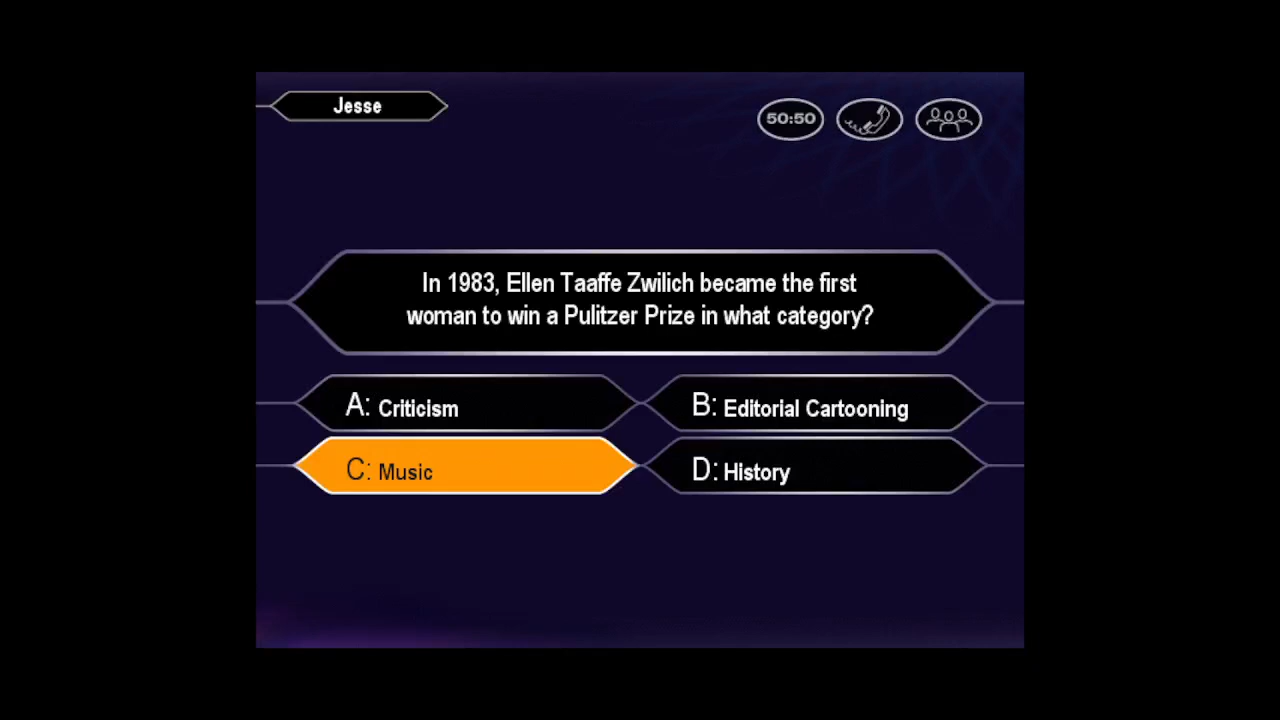 Jesse
50:50
In 1983, Ellen Taaffe Zwilich became the first
woman to win a Pulitzer Prize in what category?
A: Criticism
B: Editorial Cartooning
C: Music
D: History